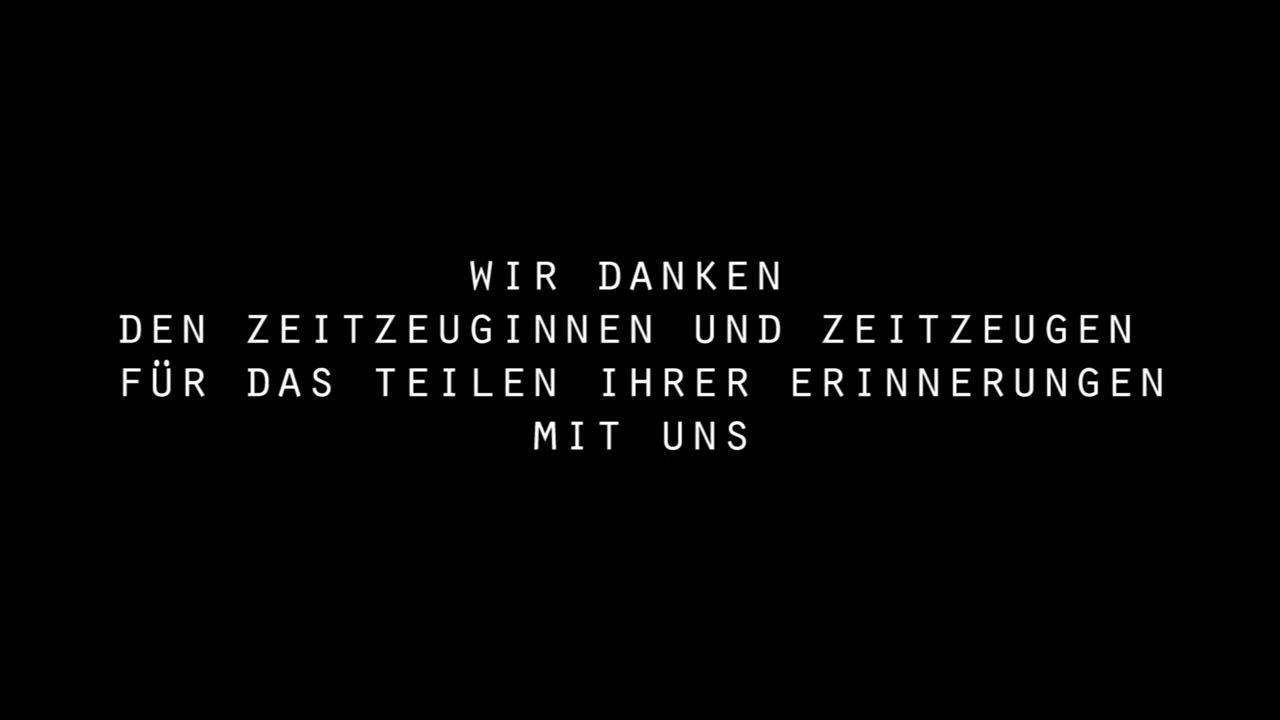 WIR DANKEN
DEN ZEITZEUGINNEN UND ZEITZEUGEN
FÜR DAS TEILEN IHRER ERINNERUNGEN
MIT UNS